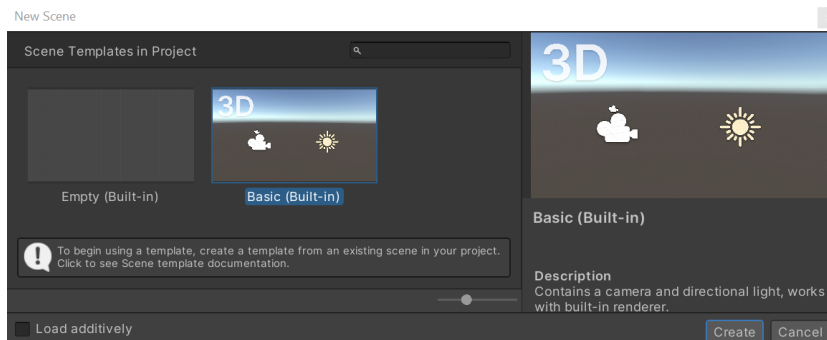 New Scene
Scene Templates in Project
3D
Empty (Built-in)
Basic (Built-in)
To begin using a template, create a template from an existing scene in your project.
Click to see Scene template documentation.
Load additively
3D
Basic (Built-in)
Description
Contains a camera and directional light, works
with built-in renderer.
Create
Cancel